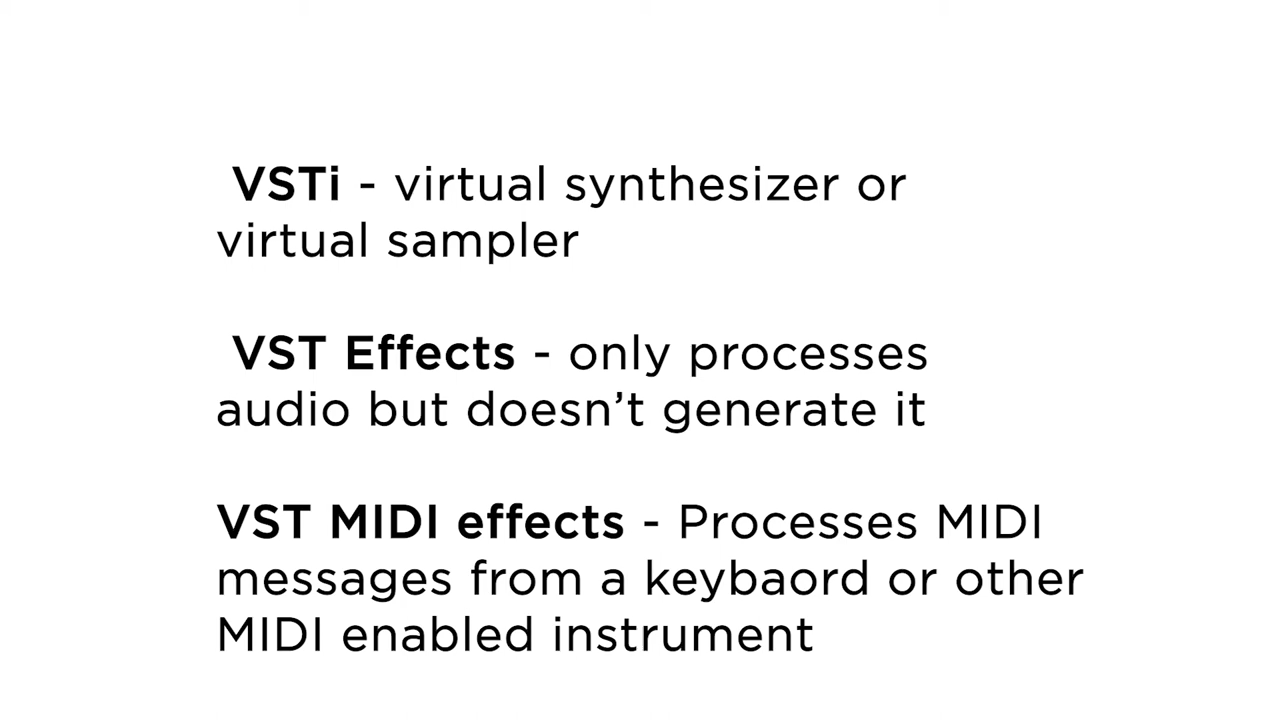 VSTi - virtual synthesizer or
virtual sampler
VST Effects - only processes
audio but doesn’t generate it
VST MIDI effects - Processes MIDI
messages from a keybaord or other
MIDI enabled instrument